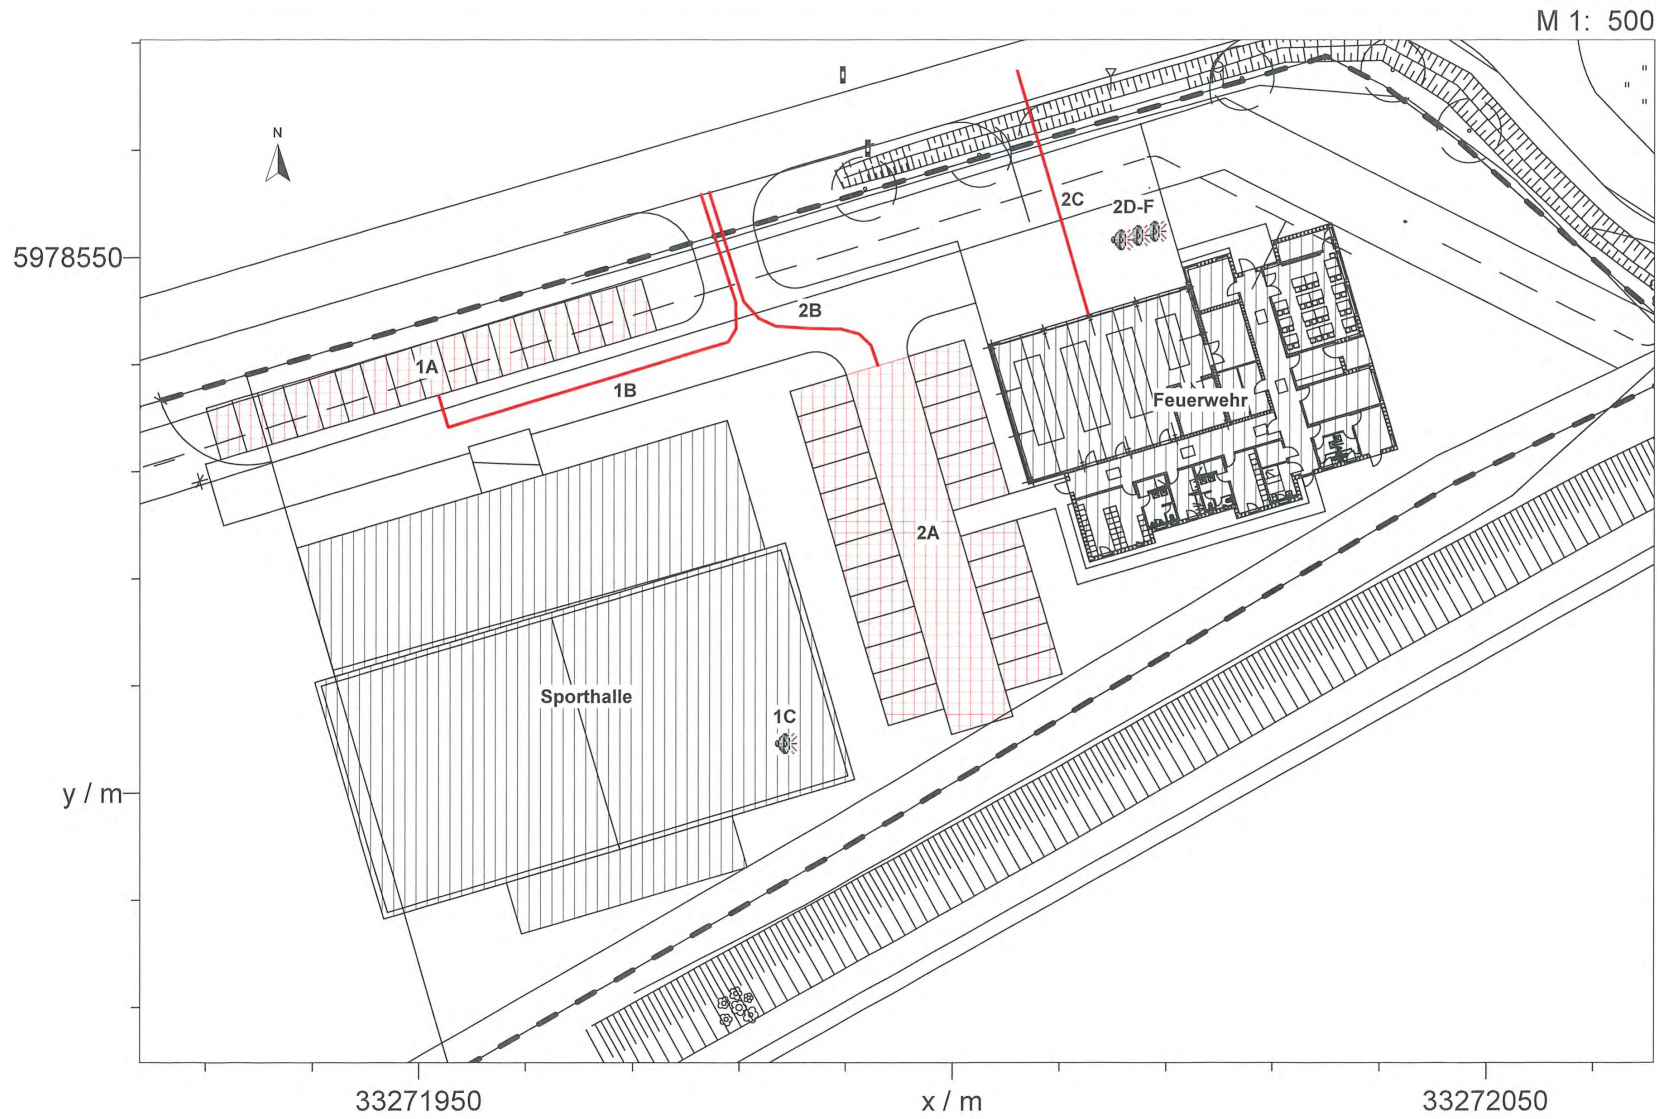 M 1: 500
N
2C
2D-F
5978550
2B
1A
1B
Feuerwehr
2A
Sporthalle
1C
y / m
33271950
x / m
33272050